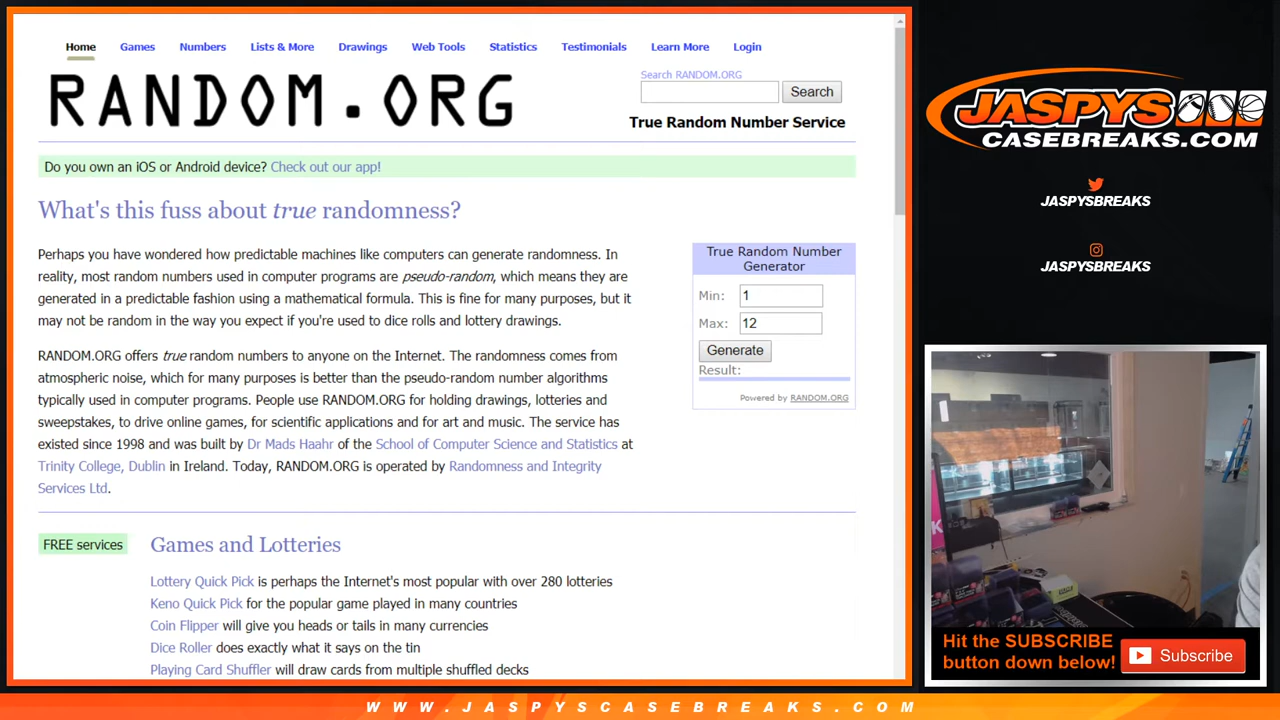 Home Games Numbers Lists & More Drawings Web Tools Statistics Testimonials Learn More Login
RANDOM.ORG
Search RANDOM.ORG
Search
True Random Number Service
Do you own an iOS or Android device? Check out our app!
What's this fuss about true randomness?
Perhaps you have wondered how predictable machines like computers can generate randomness. In
reality, most random numbers used in computer programs are pseudo-random, which means they are
generated in a predictable fashion using a mathematical formula. This is fine for many purposes, but it
may not be random in the way you expect if you're used to dice rolls and lottery drawings.
RANDOM.ORG offers true random numbers to anyone on the Internet. The randomness comes from
atmospheric noise, which for many purposes is better than the pseudo-random number algorithms
typically used in computer programs. People use RANDOM.ORG for holding drawings, lotteries and
sweepstakes, to drive online games, for scientific applications and for art and music. The service has
existed since 1998 and was built by Dr Mads Haahr of the School of Computer Science and Statistics at
Trinity College, Dublin in Ireland. Today, RANDOM.ORG is operated by Randomness and Integrity
Services Ltd.
True Random Number
Generator
Min: 1
Max: 12
Generate
Result:
Powered by RANDOM.ORG
FREE services
Games and Lotteries
Lottery Quick Pick is perhaps the Internet's most popular with over 280 lotteries
Keno Quick Pick for the popular game played in many countries
Coin Flipper will give you heads or tails in many currencies
Dice Roller does exactly what it says on the tin
Playing Card Shuffler will draw cards from multiple shuffled decks
JASPYS
CASEBREAKS.COM
JASPYSBREAKS
JASPYSBREAKS
Hit the SUBSCRIBE
button down below!
Subscribe
WWW.JASPYSCASEBREAKS.COM